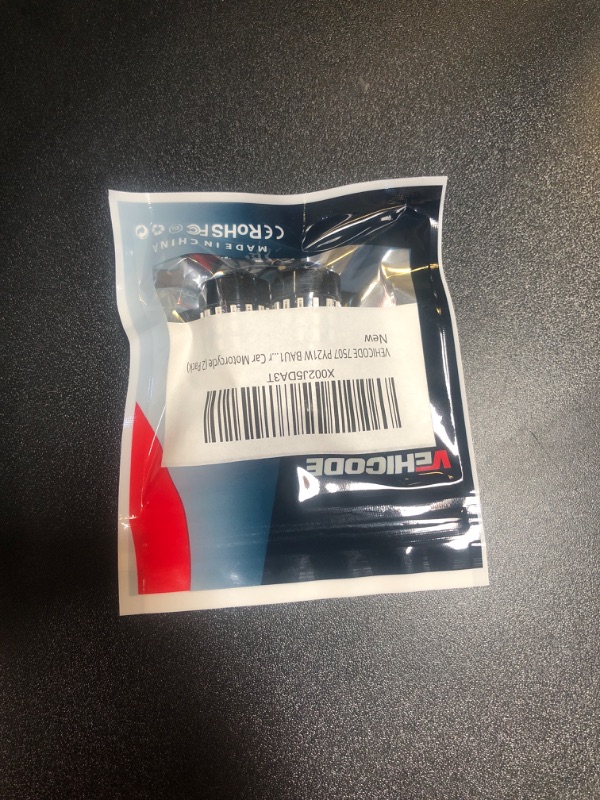 VEHICODE
X002J5DA3T
VEHICODE 7507 PY21W BAU1...r Car Motorcycle (2 Pack)
New
MADE IN CHINA
CE RoHS FC